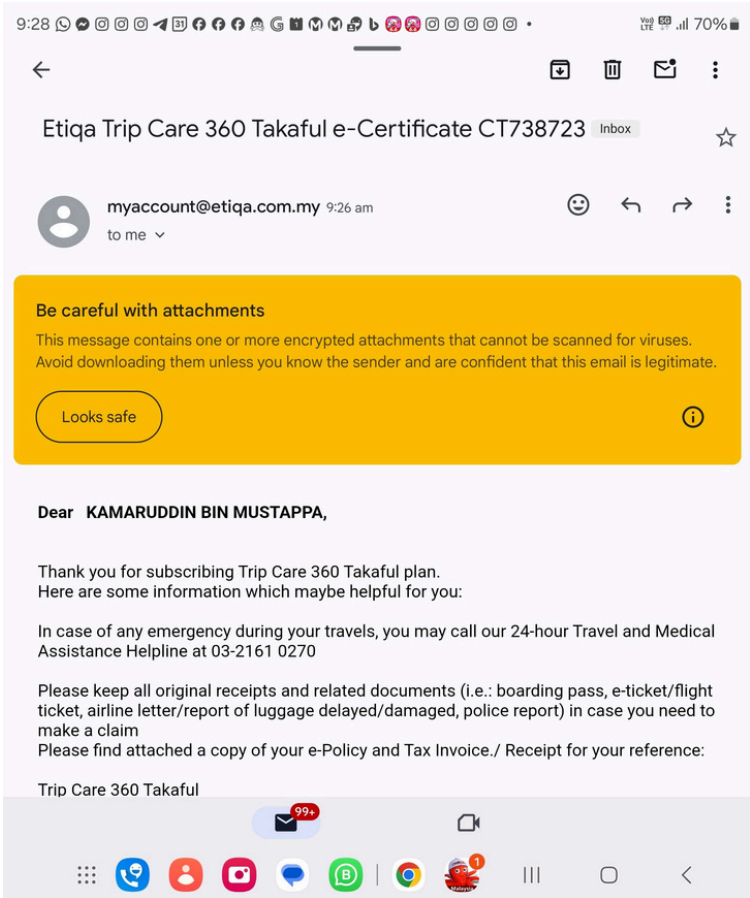 9:28
70%
Etiqa Trip Care 360 Takaful e-Certificate CT738723 Inbox
myaccount@etiqa.com.my 9:26 am
to me
Be careful with attachments
This message contains one or more encrypted attachments that cannot be scanned for viruses.
Avoid downloading them unless you know the sender and are confident that this email is legitimate.
Looks safe
Dear KAMARUDDIN BIN MUSTAPPA,
Thank you for subscribing Trip Care 360 Takaful plan.
Here are some information which maybe helpful for you:
In case of any emergency during your travels, you may call our 24-hour Travel and Medical
Assistance Helpline at 03-2161 0270
Please keep all original receipts and related documents (i.e.: boarding pass, e-ticket/flight
ticket, airline letter/report of luggage delayed/damaged, police report) in case you need to
make a claim
Please find attached a copy of your e-Policy and Tax Invoice./ Receipt for your reference:
Trip Care 360 Takaful
99+
1
Malaysia